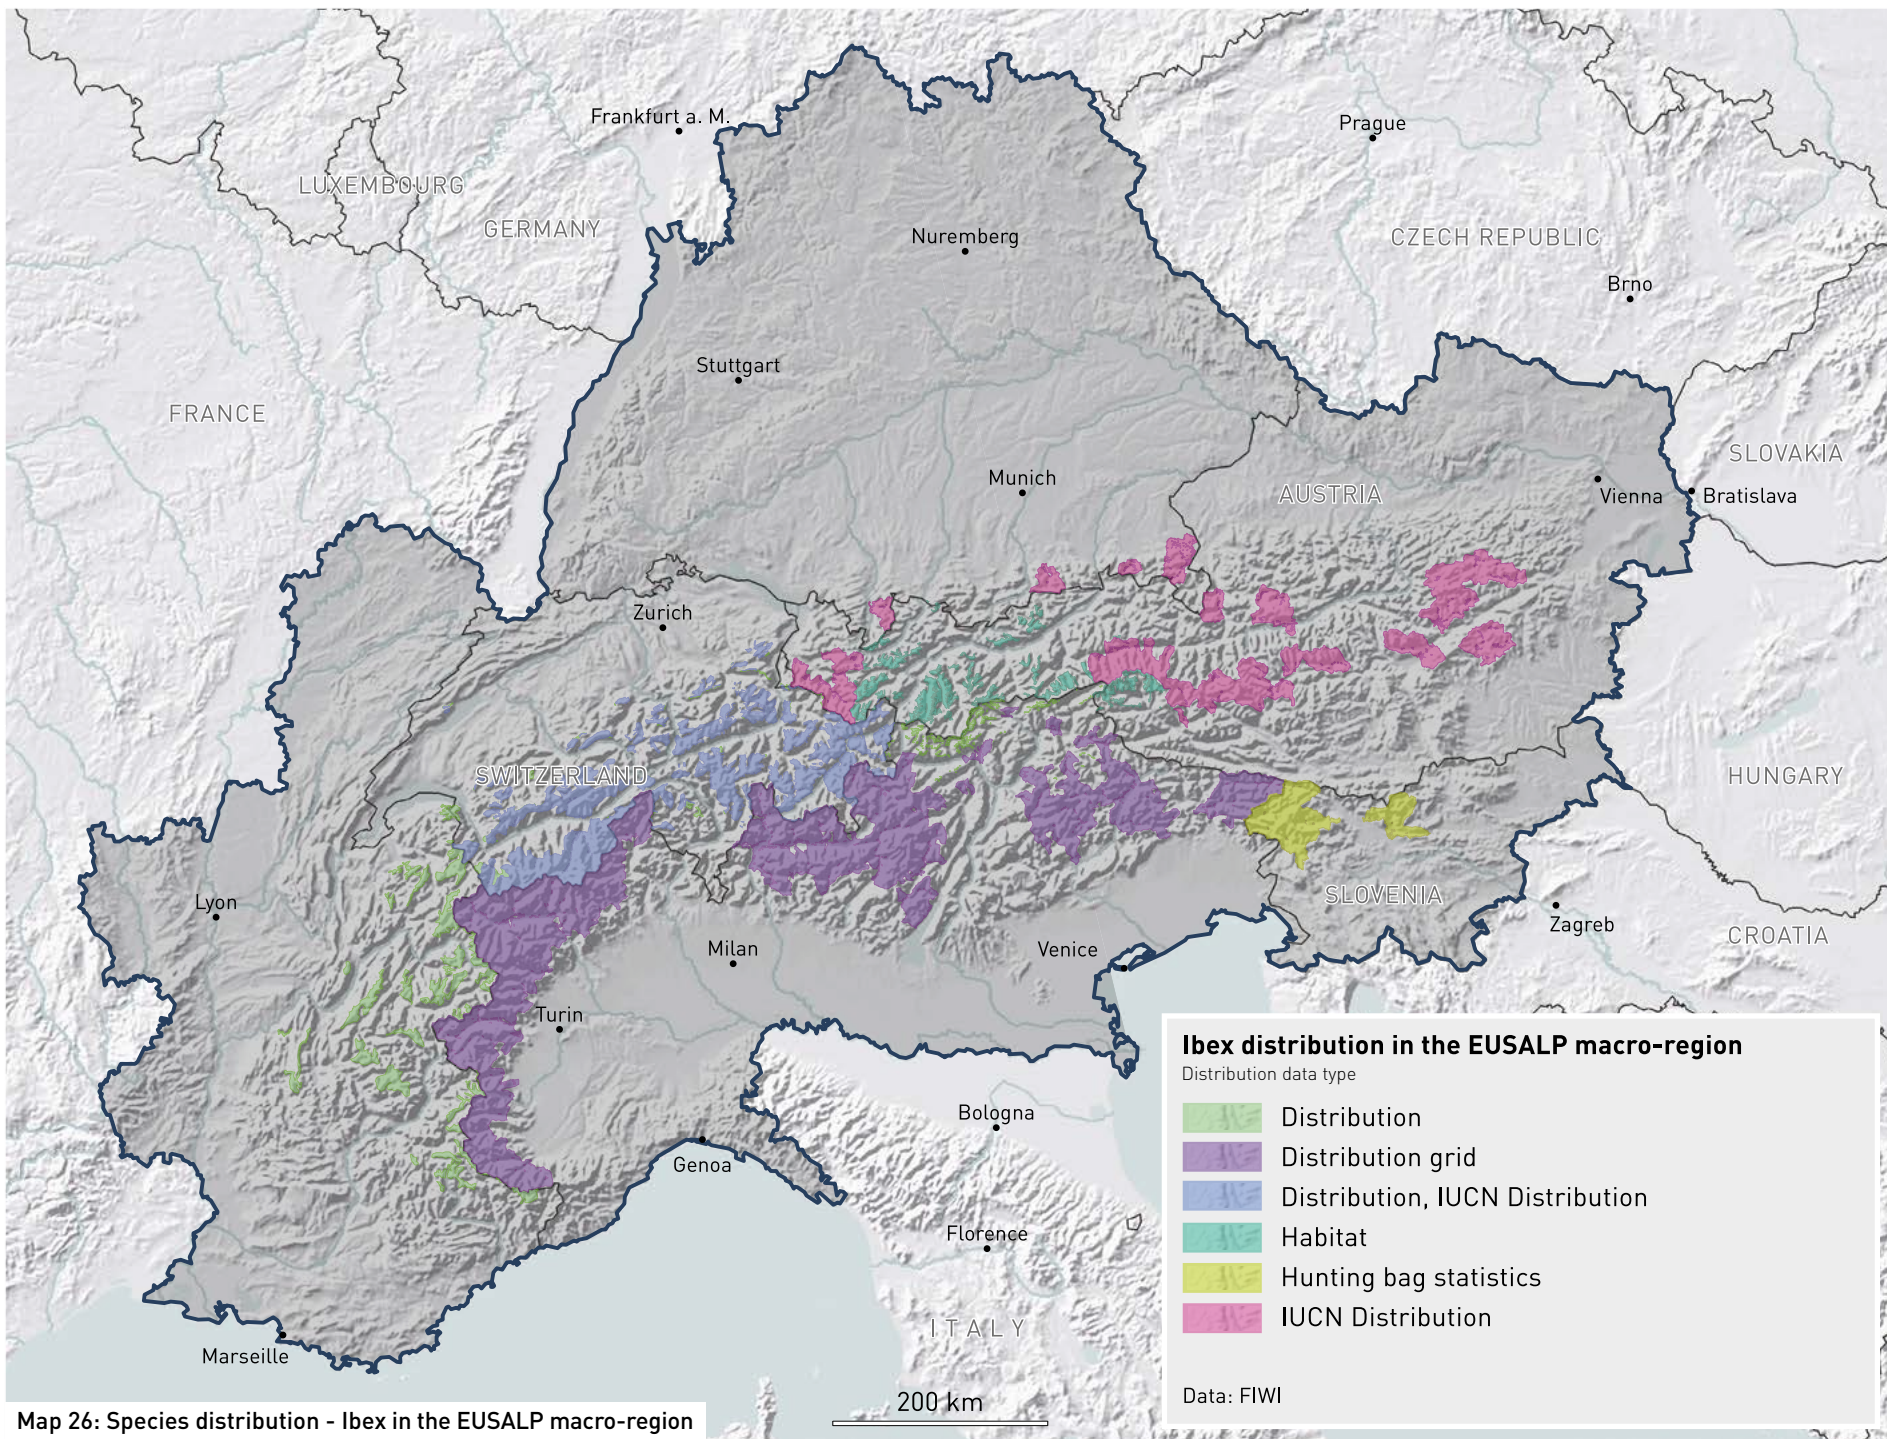 Frankfurt a. M.
Prague
LUXEMBOURG
GERMANY
Nuremberg
CZECH REPUBLIC
Brno
Stuttgart
FRANCE
SLOVAKIA
Munich
AUSTRIA
Vienna
Bratislava
Zurich
SWITZERLAND
HUNGARY
Lyon
SLOVENIA
Zagreb
CROATIA
Milan
Venice
Turin
Bologna
Genoa
Florence
ITALY
Marseille
Ibex distribution in the EUSALP macro-region
Distribution data type
Distribution
Distribution grid
Distribution, IUCN Distribution
Habitat
Hunting bag statistics
IUCN Distribution
Data: FIWI
200 km
Map 26: Species distribution - Ibex in the EUSALP macro-region